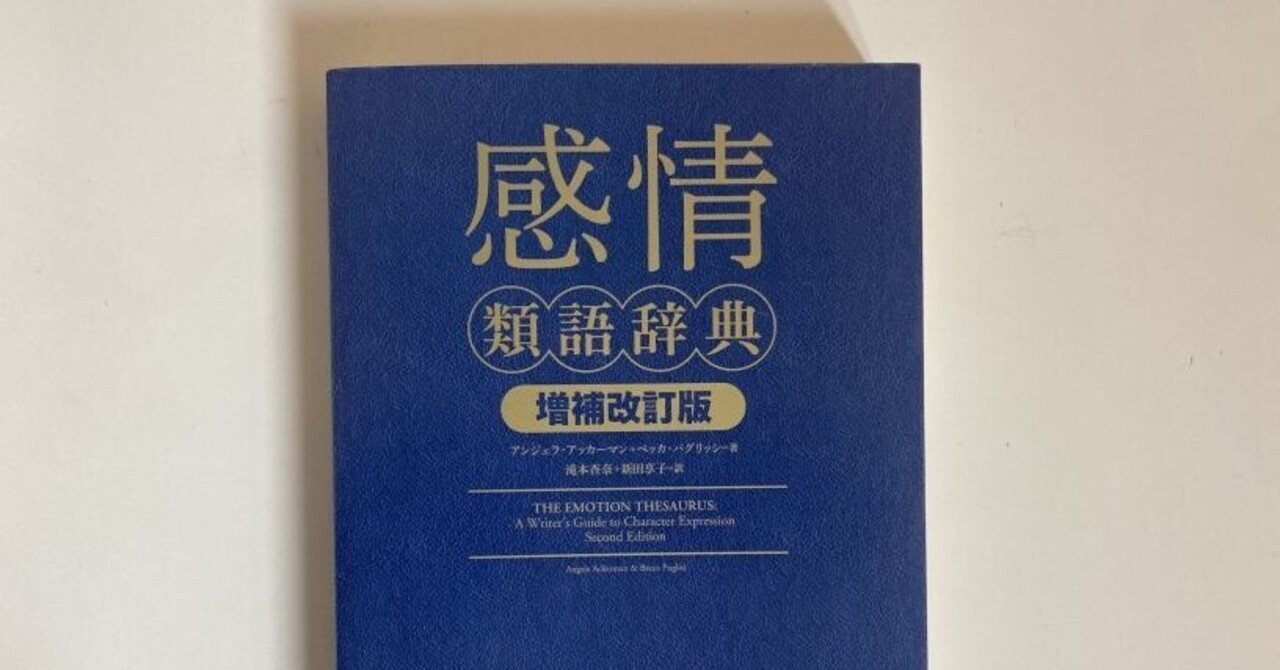 感情
類語辞典
増補改訂版
アンジェラ・アッカーマン+ベッカ・パグリッシ=著
滝本杏奈+新田享子=訳
THE EMOTION THESAURUS:
A Writer's Guide to Character Expression
Second Edition
Angela Ackerman & Becca Puglisi